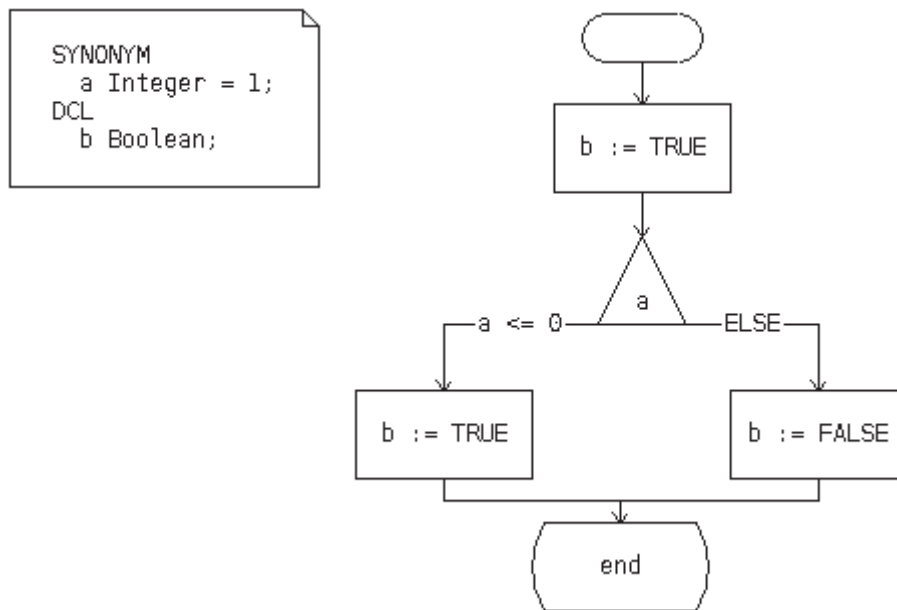 SYNONYM
a Integer = 1;
DCL
b Boolean;
b := TRUE
a
a <= 0
ELSE
b := TRUE
b := FALSE
end